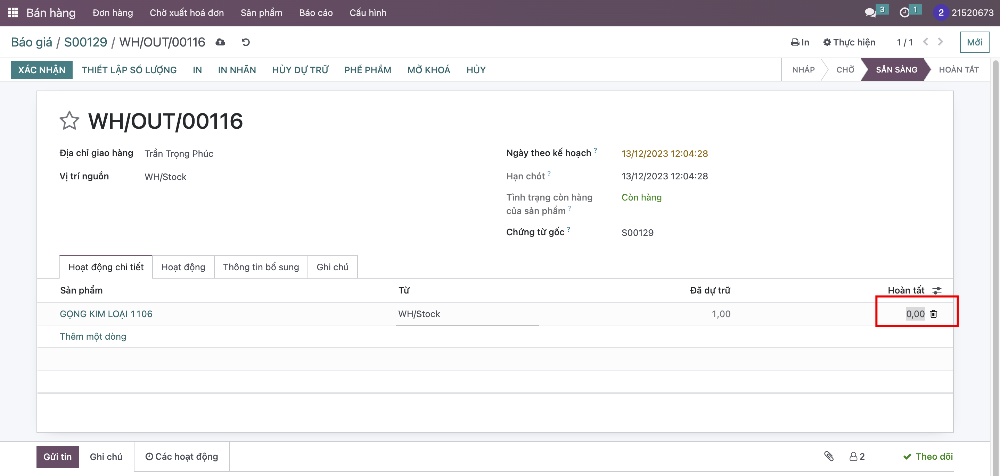 Bán hàng Đơn hàng Chờ xuất hoá đơn Sản phẩm Báo cáo Cấu hình 3 1 2 21520673
Báo giá / S00129 / WH/OUT/00116 In Thực hiện 1 / 1 Mới
XÁC NHẬN THIẾT LẬP SỐ LƯỢNG IN IN NHÃN HỦY DỰ TRỮ PHẾ PHẨM MỞ KHOÁ HỦY NHÁP CHỜ SẴN SÀNG HOÀN TẤT
WH/OUT/00116
Địa chỉ giao hàng Trần Trọng Phúc Ngày theo kế hoạch ? 13/12/2023 12:04:28
Vị trí nguồn WH/Stock Hạn chót ? 13/12/2023 12:04:28
Tình trạng còn hàng Còn hàng
của sản phẩm ?
Chứng từ gốc ? S00129
Hoạt động chi tiết Hoạt động Thông tin bổ sung Ghi chú
Sản phẩm Từ Đã dự trữ Hoàn tất
GỌNG KIM LOẠI 1106 WH/Stock 1,00 0,00
Thêm một dòng
Gửi tin Ghi chú Các hoạt động 2 Theo dõi